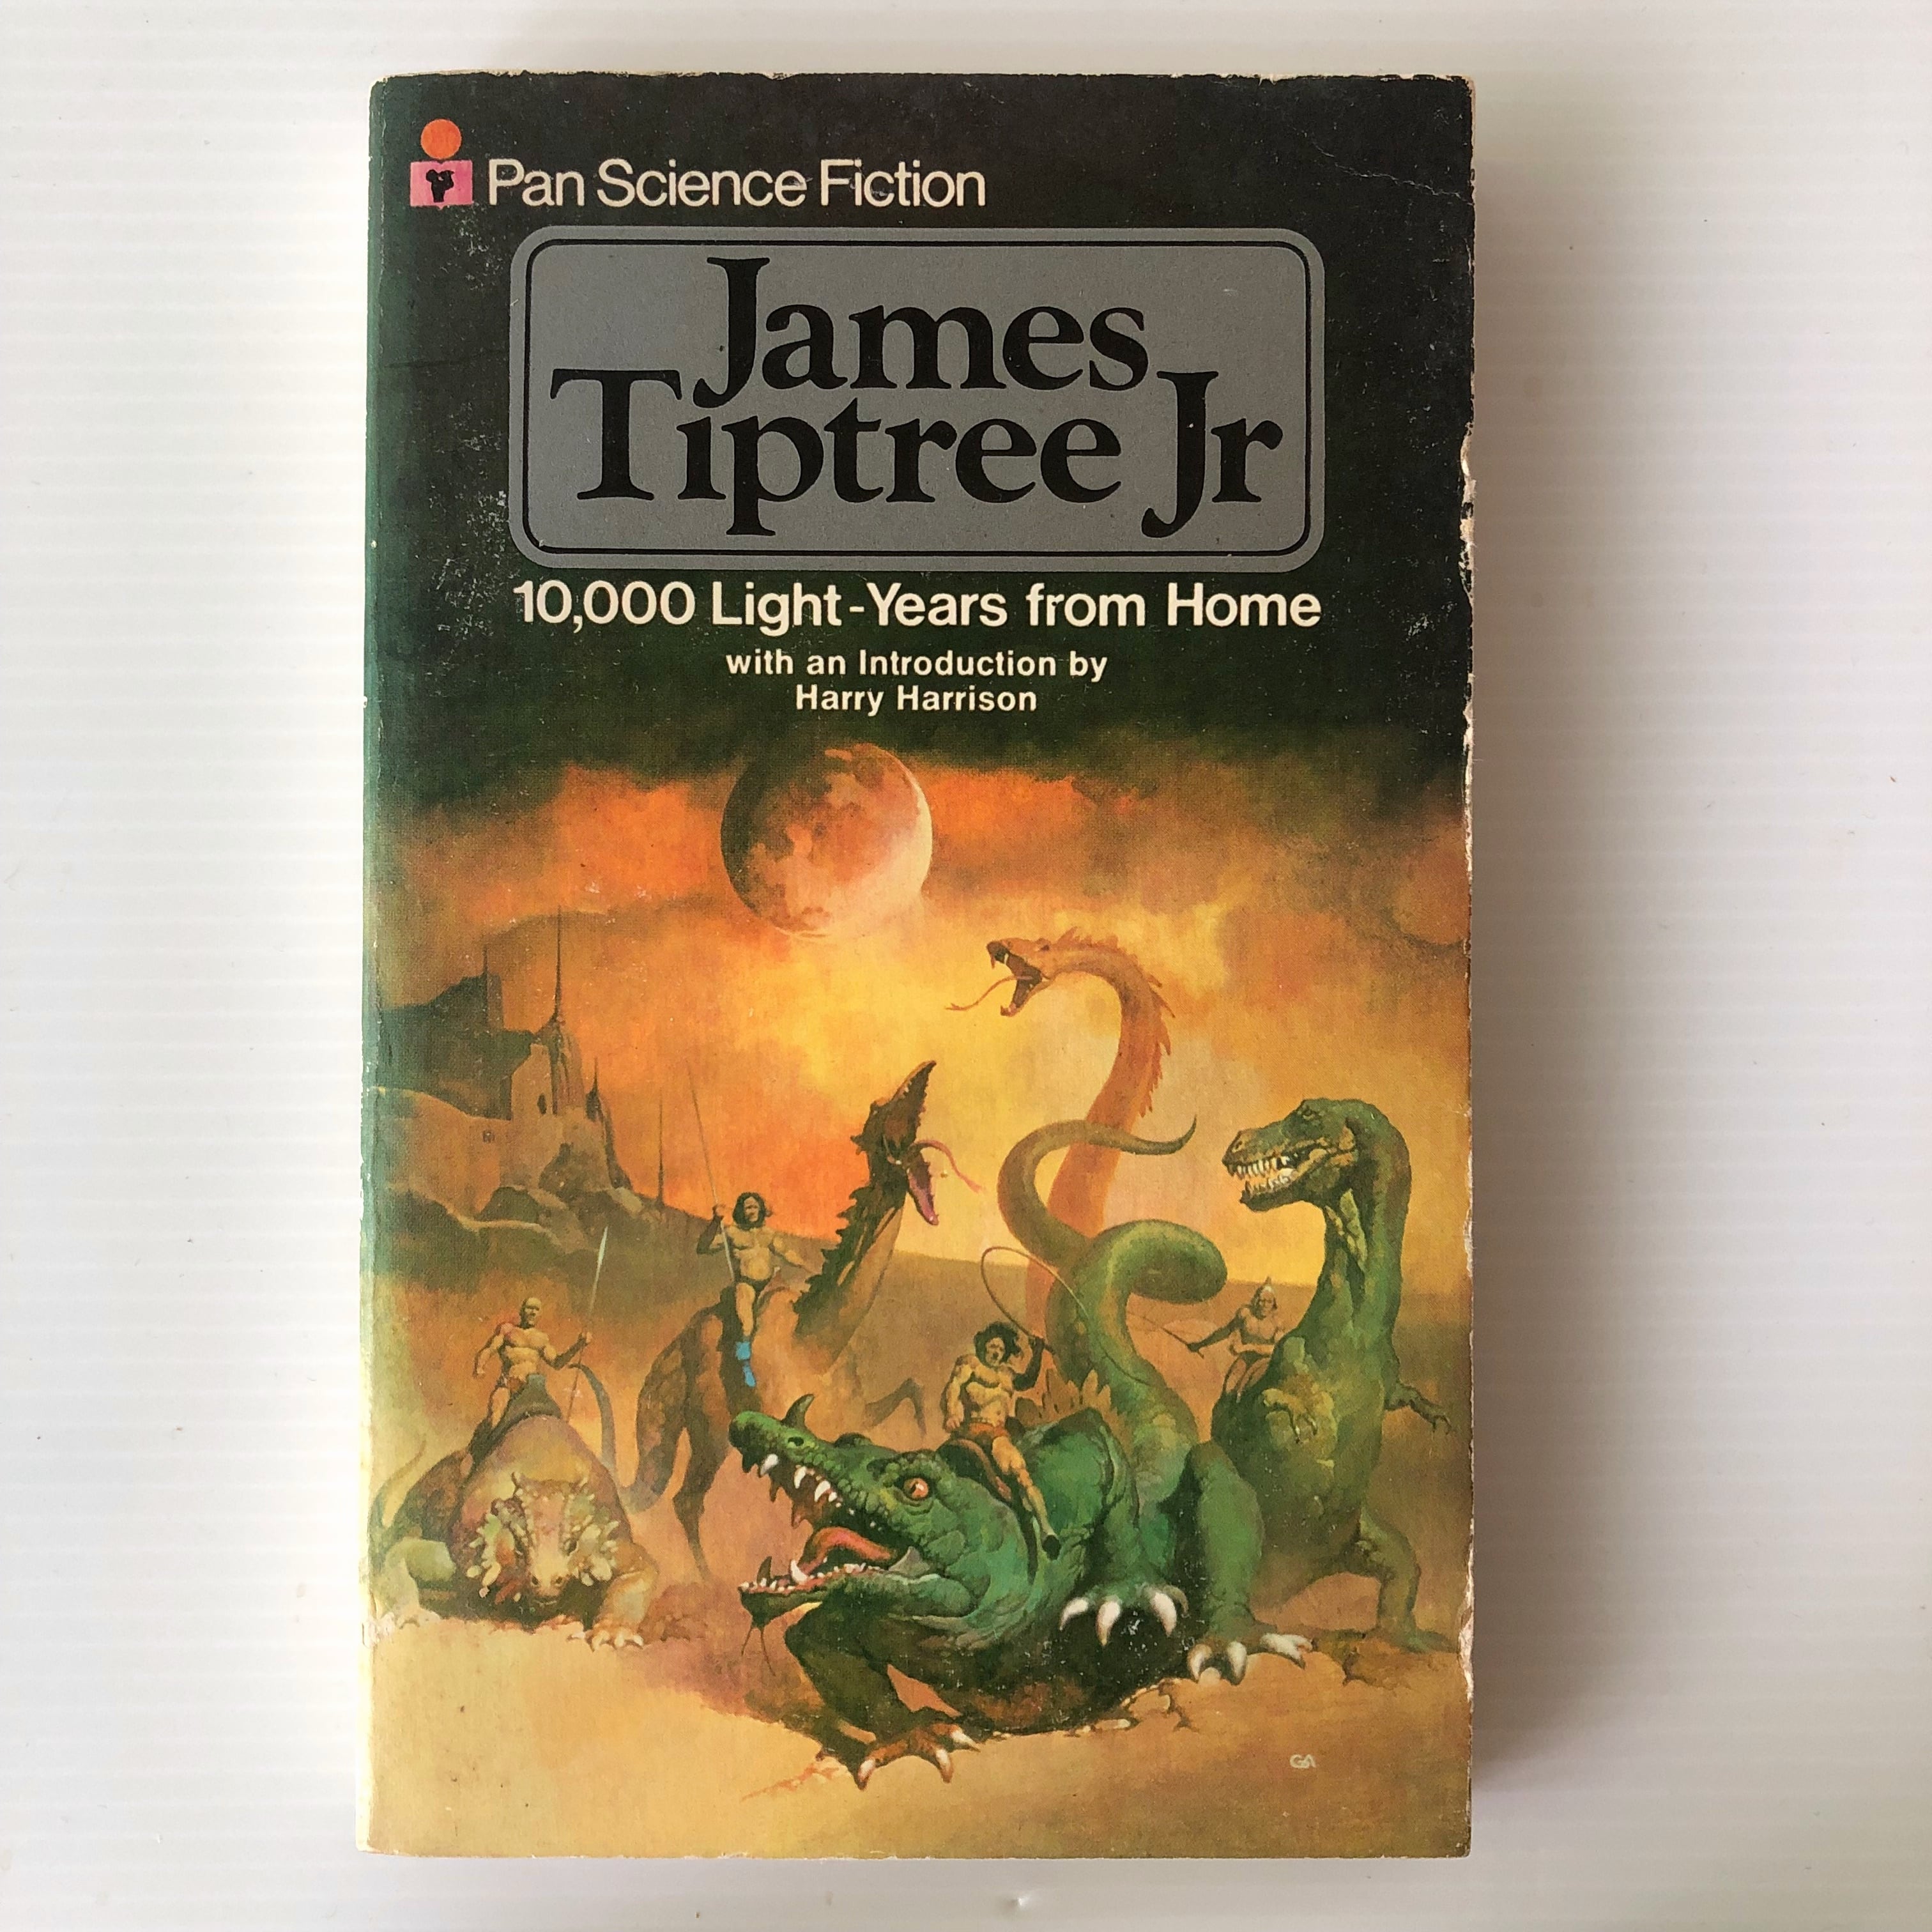 Pan Science Fiction
James
Tiptree Jr
10,000 Light-Years from Home
with an Introduction by
Harry Harrison
GA